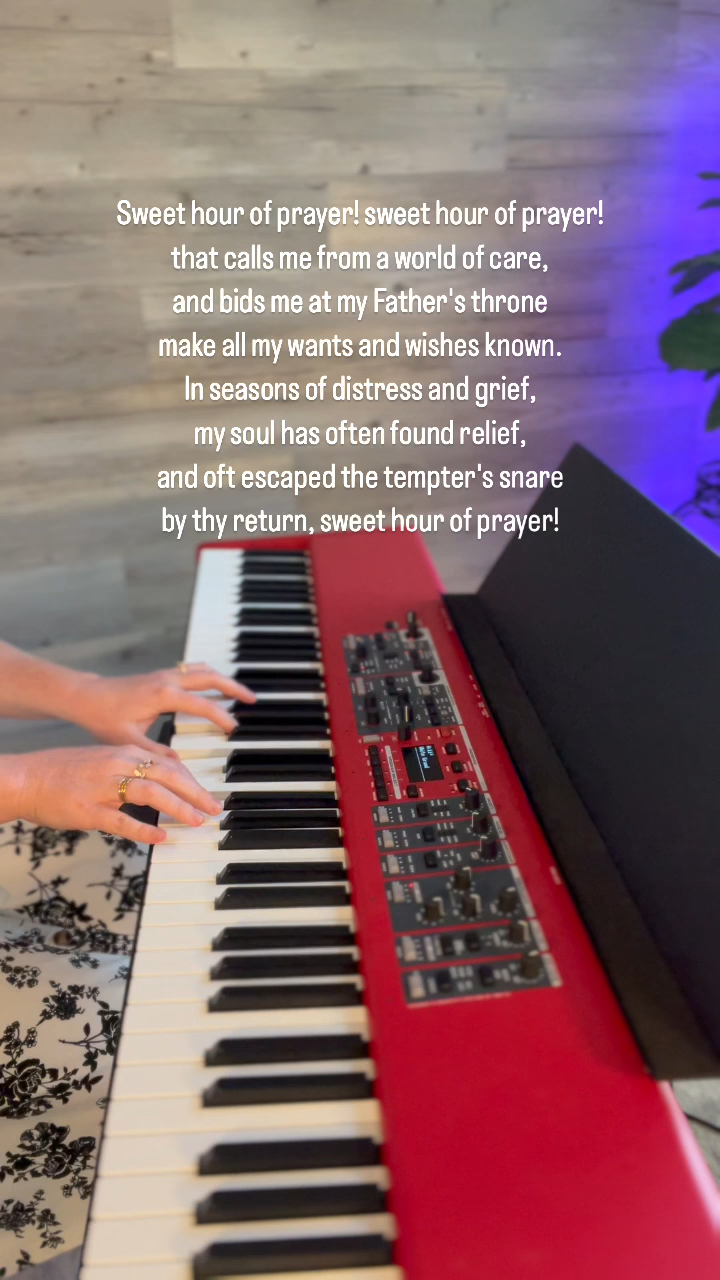 Sweet hour of prayer! sweet hour of prayer!
that calls me from a world of care,
and bids me at my Father's throne
make all my wants and wishes known.
In seasons of distress and grief,
my soul has often found relief,
and oft escaped the tempter's snare
by thy return, sweet hour of prayer!